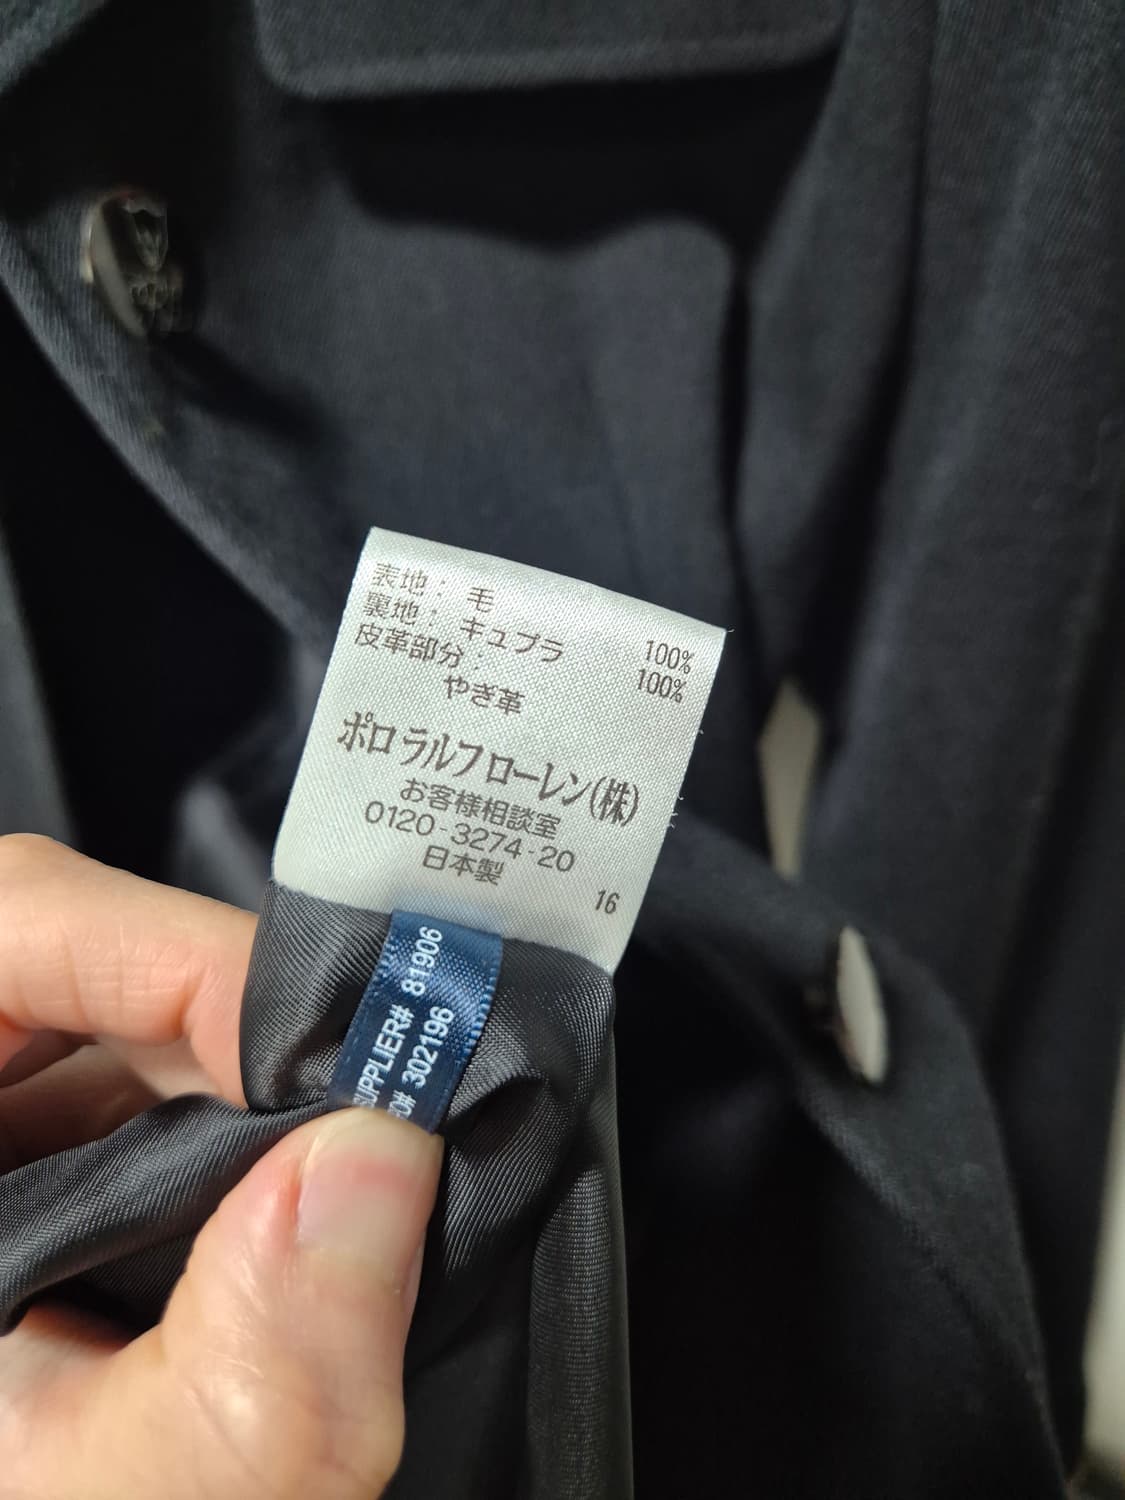 表地： 毛 100%
裏地： キュプラ 100%
皮革部分：
やぎ革
ポロ ラルフ ローレン(株)
お客様相談室
0120-3274-20
日本製
16
SUPPLIER# 81906
302196